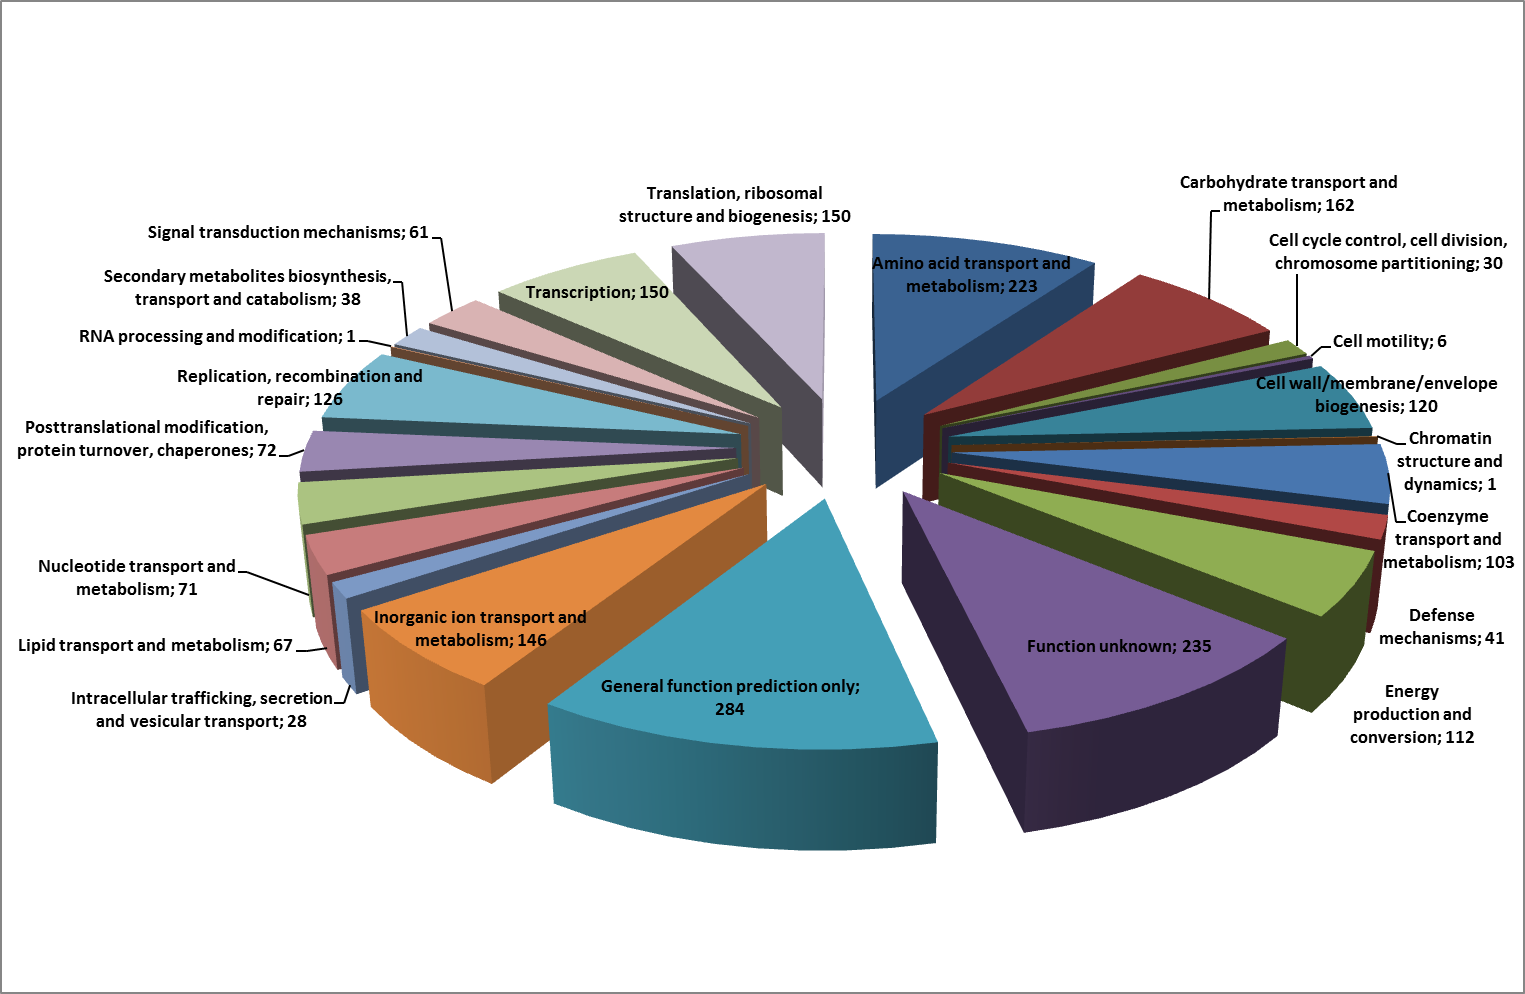 Translation, ribosomal
structure and biogenesis; 150
Amino acid transport and
metabolism; 223
Carbohydrate transport and
metabolism; 162
Cell cycle control, cell division,
chromosome partitioning; 30
Cell motility; 6
Cell wall/membrane/envelope
biogenesis; 120
Chromatin
structure and
dynamics; 1
Coenzyme
transport and
metabolism; 103
Defense
mechanisms; 41
Energy
production and
conversion; 112
Function unknown; 235
General function prediction only;
284
Inorganic ion transport and
metabolism; 146
Intracellular trafficking, secretion
and vesicular transport; 28
Lipid transport and metabolism; 67
Nucleotide transport and
metabolism; 71
Posttranslational modification,
protein turnover, chaperones; 72
Replication, recombination and
repair; 126
RNA processing and modification; 1
Secondary metabolites biosynthesis,
transport and catabolism; 38
Signal transduction mechanisms; 61
Transcription; 150